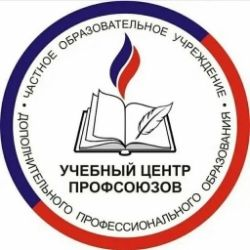 • ЧАСТНОЕ ОБРАЗОВАТЕЛЬНОЕ УЧРЕЖДЕНИЕ •
ДОПОЛНИТЕЛЬНОГО ПРОФЕССИОНАЛЬНОГО ОБРАЗОВАНИЯ
УЧЕБНЫЙ ЦЕНТР
ПРОФСОЮЗОВ